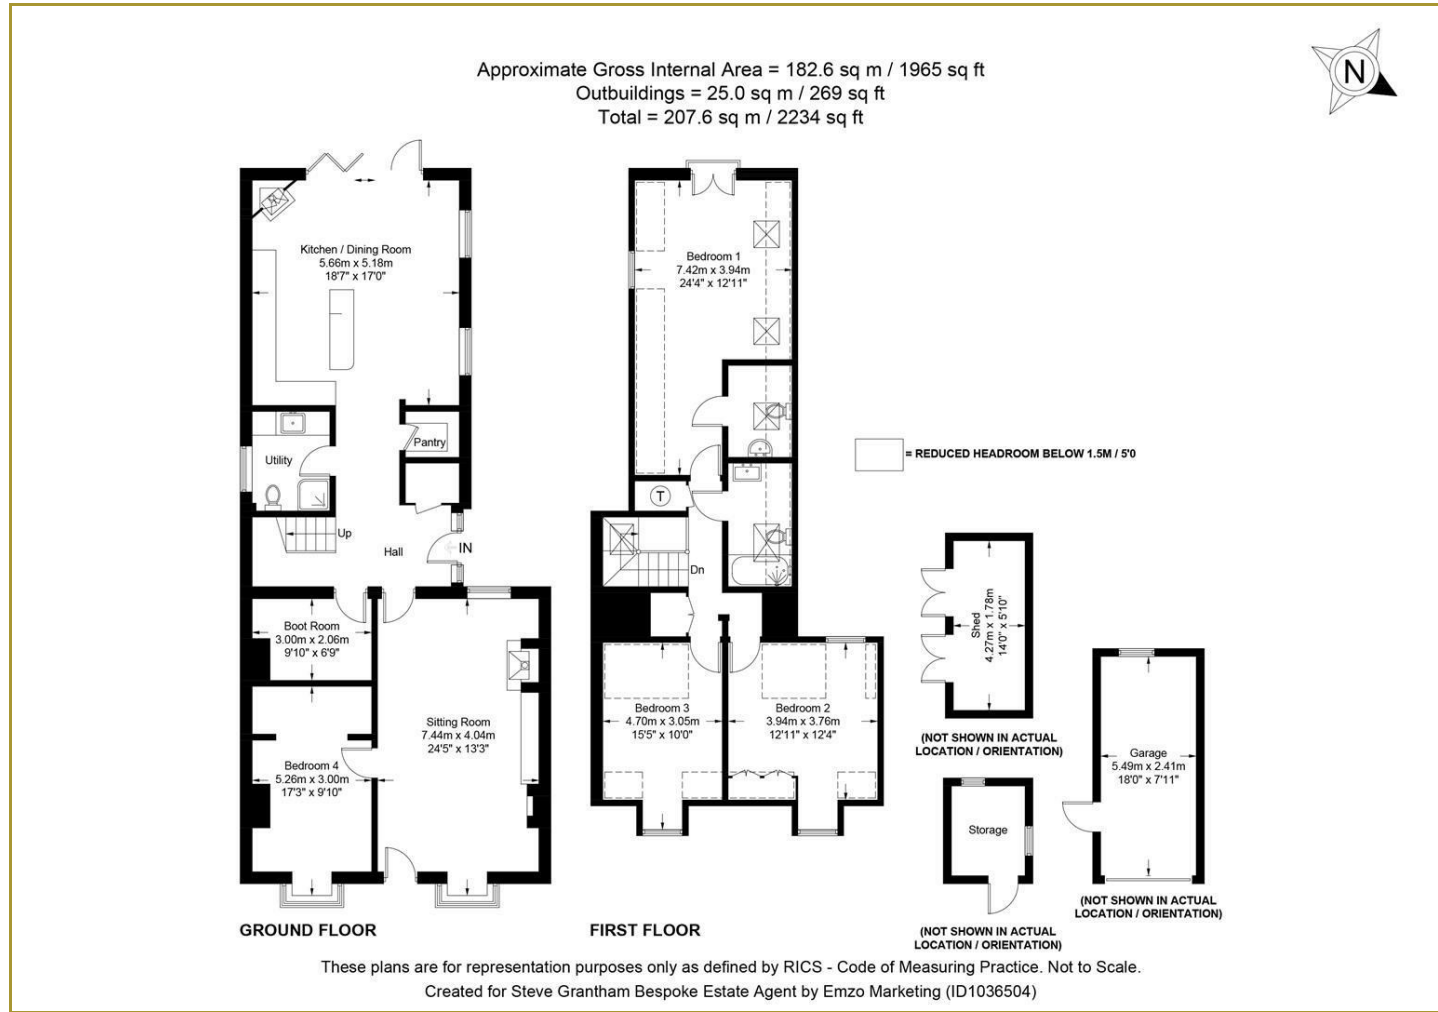 Approximate Gross Internal Area = 182.6 sq m / 1965 sq ft
Outbuildings = 25.0 sq m / 269 sq ft
Total = 207.6 sq m / 2234 sq ft
N
Kitchen / Dining Room
5.66m x 5.18m
18'7" x 17'0"
Utility
Pantry
Up
Hall
IN
Boot Room
3.00m x 2.06m
9'10" x 6'9"
Sitting Room
7.44m x 4.04m
24'5" x 13'3"
Bedroom 4
5.26m x 3.00m
17'3" x 9'10"
GROUND FLOOR
Bedroom 1
7.42m x 3.94m
24'4" x 12'11"
T
Dn
Bedroom 3
4.70m x 3.05m
15'5" x 10'0"
Bedroom 2
3.94m x 3.76m
12'11" x 12'4"
FIRST FLOOR
= REDUCED HEADROOM BELOW 1.5M / 5'0
Shed
4.27m x 1.78m
14'0" x 5'10"
(NOT SHOWN IN ACTUAL
LOCATION / ORIENTATION)
Storage
(NOT SHOWN IN ACTUAL
LOCATION / ORIENTATION)
Garage
5.49m x 2.41m
18'0" x 7'11"
(NOT SHOWN IN ACTUAL
LOCATION / ORIENTATION)
These plans are for representation purposes only as defined by RICS - Code of Measuring Practice. Not to Scale.
Created for Steve Grantham Bespoke Estate Agent by Emzo Marketing (ID1036504)